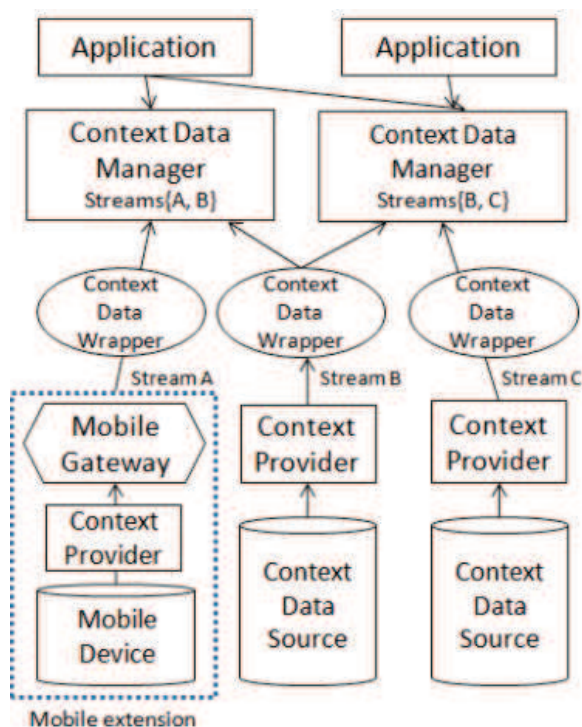 Application
Application
Context Data
Manager
Streams{A, B}
Context Data
Manager
Streams{B, C}
Context
Data
Wrapper
Context
Data
Wrapper
Context
Data
Wrapper
Stream A
Stream B
Stream C
Mobile
Gateway
Context
Provider
Context
Provider
Context
Provider
Mobile
Device
Context
Data
Source
Context
Data
Source
Mobile extension